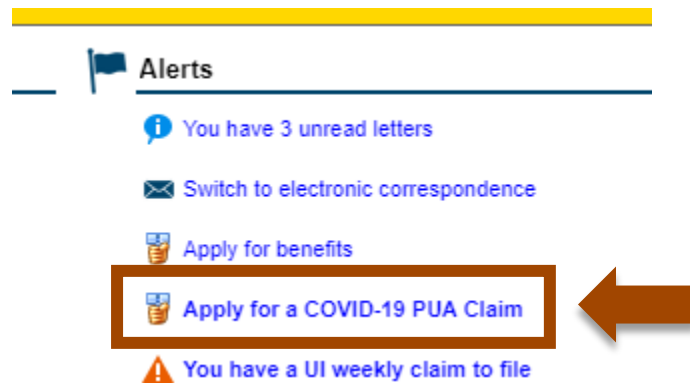 Alerts
You have 3 unread letters
Switch to electronic correspondence
Apply for benefits
Apply for a COVID-19 PUA Claim
You have a UI weekly claim to file